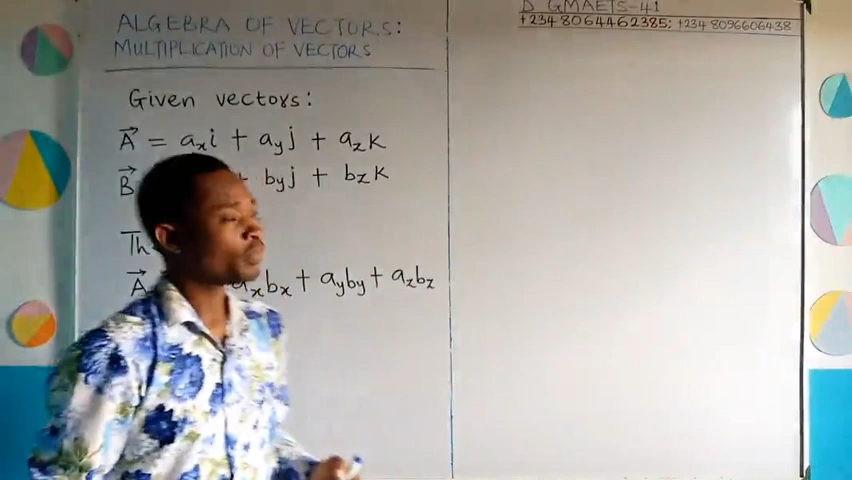 ALGEBRA OF VECTORS:
MULTIPLICATION OF VECTORS
D GMAETS-41
+234 8064462385; +234 8096606438
Given vectors:
A⃗ = aₓi + a_yj + a_zk
B⃗ + b_yj + b_zk
A⃗ aₓbₓ + a_yb_y + a_zb_z